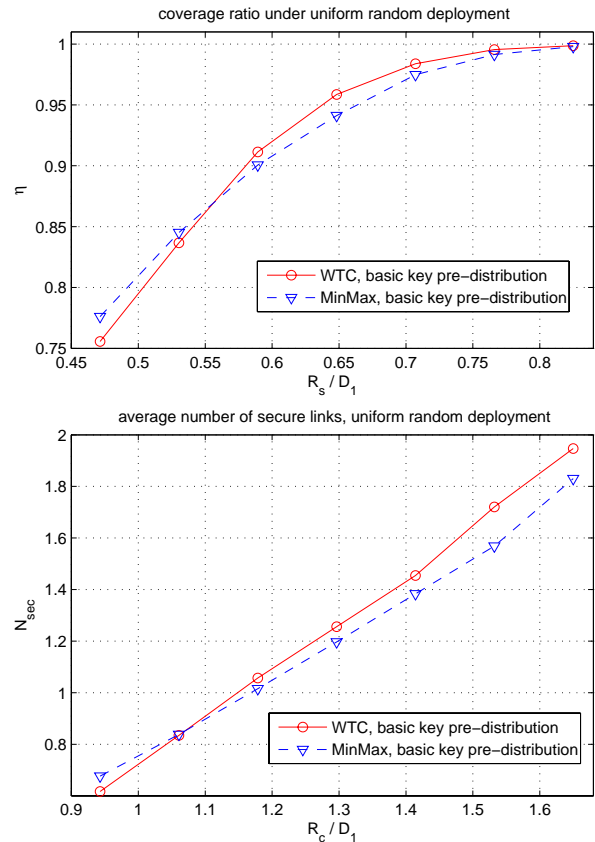 coverage ratio under uniform random deployment
1
0.95
0.9
0.85
0.8
0.75
η
WTC, basic key pre−distribution
MinMax, basic key pre−distribution
0.45 0.5 0.55 0.6 0.65 0.7 0.75 0.8
R_s / D_1
average number of secure links, uniform random deployment
2
1.8
1.6
1.4
1.2
1
0.8
N_sec
WTC, basic key pre−distribution
MinMax, basic key pre−distribution
0.9 1 1.1 1.2 1.3 1.4 1.5 1.6
R_c / D_1